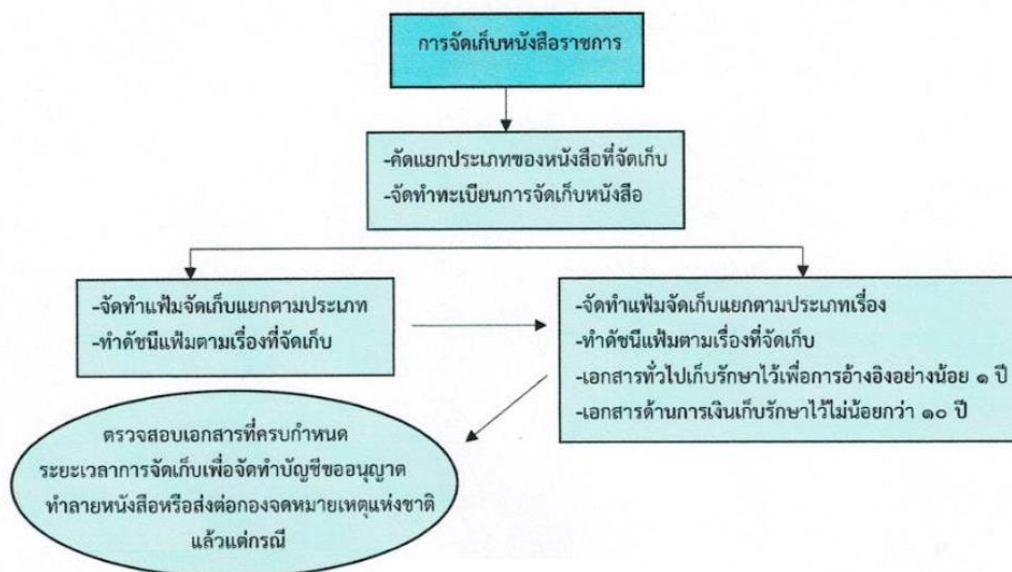 การจัดเก็บหนังสือราชการ
-คัดแยกประเภทของหนังสือที่จัดเก็บ
-จัดทำทะเบียนการจัดเก็บหนังสือ
-จัดทำแฟ้มจัดเก็บแยกตามประเภท
-ทำดัชนีแฟ้มตามเรื่องที่จัดเก็บ
-จัดทำแฟ้มจัดเก็บแยกตามประเภทเรื่อง
-ทำดัชนีแฟ้มตามเรื่องที่จัดเก็บ
-เอกสารทั่วไปเก็บรักษาไว้เพื่อการอ้างอิงอย่างน้อย ๑ ปี
-เอกสารด้านการเงินเก็บรักษาไว้ไม่น้อยกว่า ๑๐ ปี
ตรวจสอบเอกสารที่ครบกำหนด
ระยะเวลาการจัดเก็บเพื่อจัดทำบัญชีขออนุญาต
ทำลายหนังสือหรือส่งต่อกองจดหมายเหตุแห่งชาติ
แล้วแต่กรณี